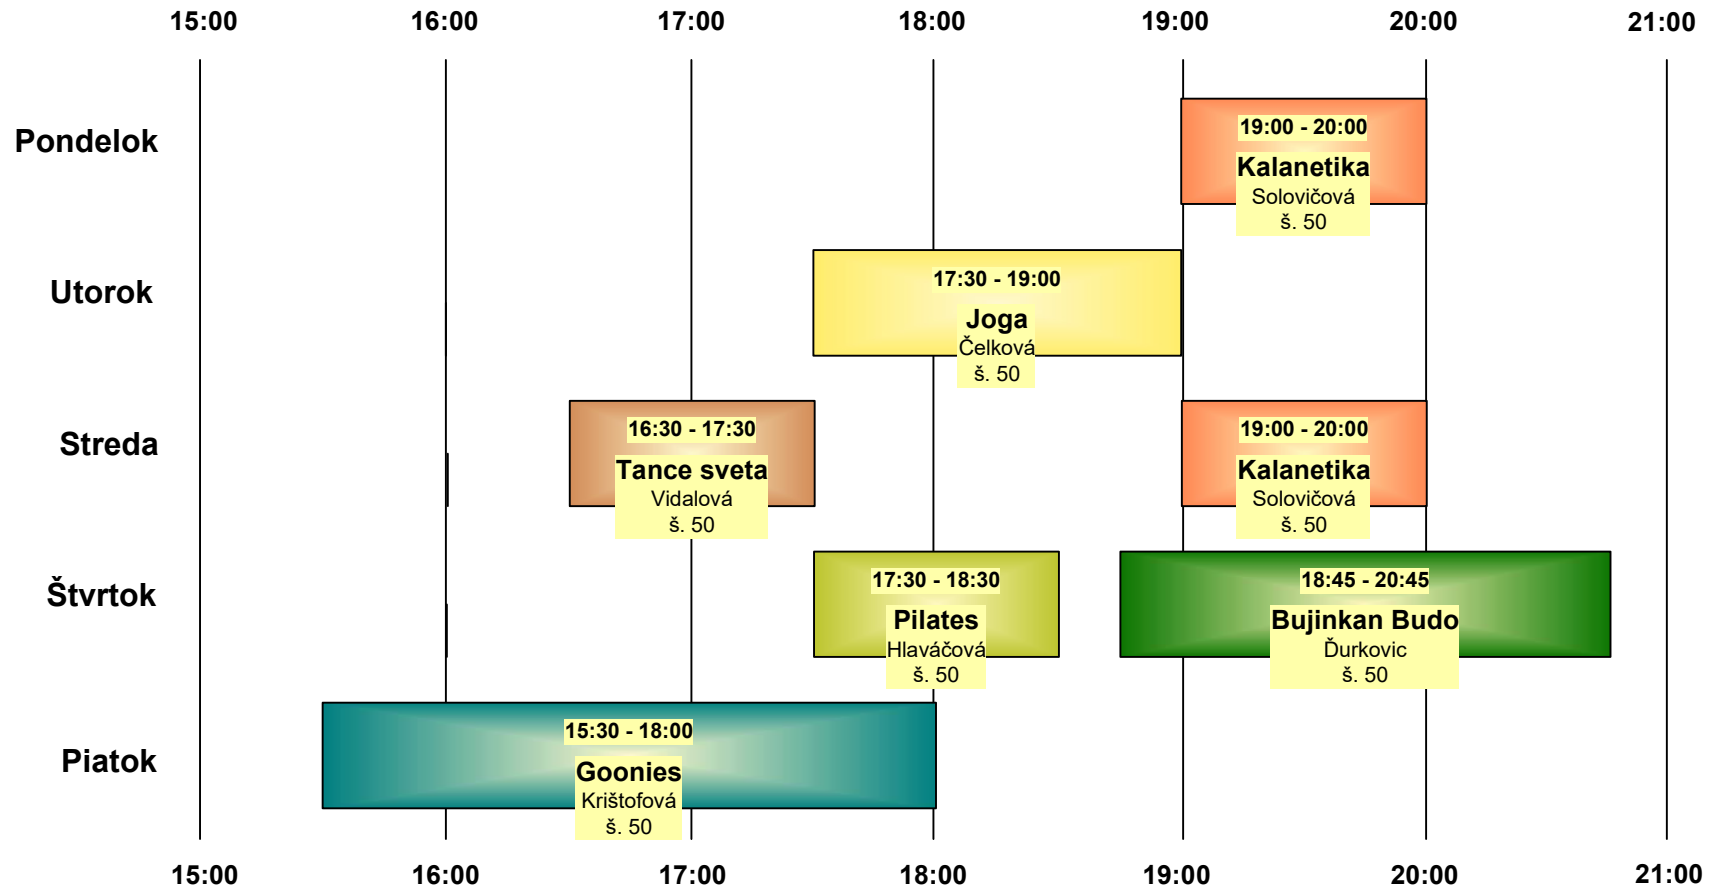 15:00 16:00 17:00 18:00 19:00 20:00 21:00
Pondelok
19:00 - 20:00
Kalanetika
Solovičová
š. 50
Utorok
17:30 - 19:00
Joga
Čelková
š. 50
Streda
16:30 - 17:30
Tance sveta
Vidalová
š. 50
19:00 - 20:00
Kalanetika
Solovičová
š. 50
Štvrtok
17:30 - 18:30
Pilates
Hlaváčová
š. 50
18:45 - 20:45
Bujinkan Budo
Ďurkovic
š. 50
Piatok
15:30 - 18:00
Goonies
Krištofová
š. 50
15:00 16:00 17:00 18:00 19:00 20:00 21:00